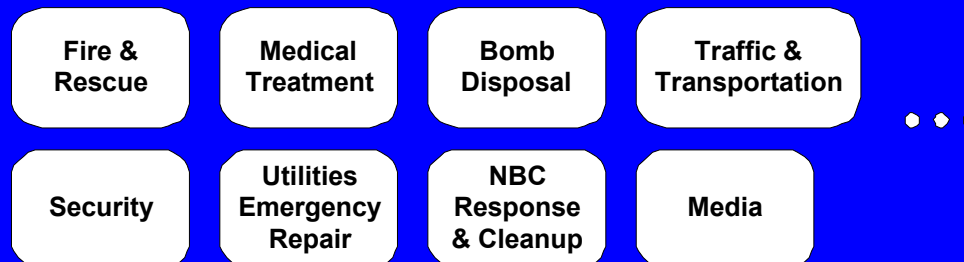 Fire &
Rescue
Medical
Treatment
Bomb
Disposal
Traffic &
Transportation
Security
Utilities
Emergency
Repair
NBC
Response
& Cleanup
Media